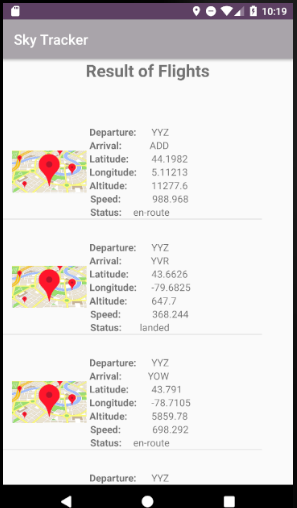 10:19
Sky Tracker
Result of Flights
Departure: YYZ
Arrival: ADD
Latitude: 44.1982
Longitude: 5.11213
Altitude: 11277.6
Speed: 988.968
Status: en-route
Departure: YYZ
Arrival: YVR
Latitude: 43.6626
Longitude: -79.6825
Altitude: 647.7
Speed: 368.244
Status: landed
Departure: YYZ
Arrival: YOW
Latitude: 43.791
Longitude: -78.7105
Altitude: 5859.78
Speed: 698.292
Status: en-route
Departure: YYZ